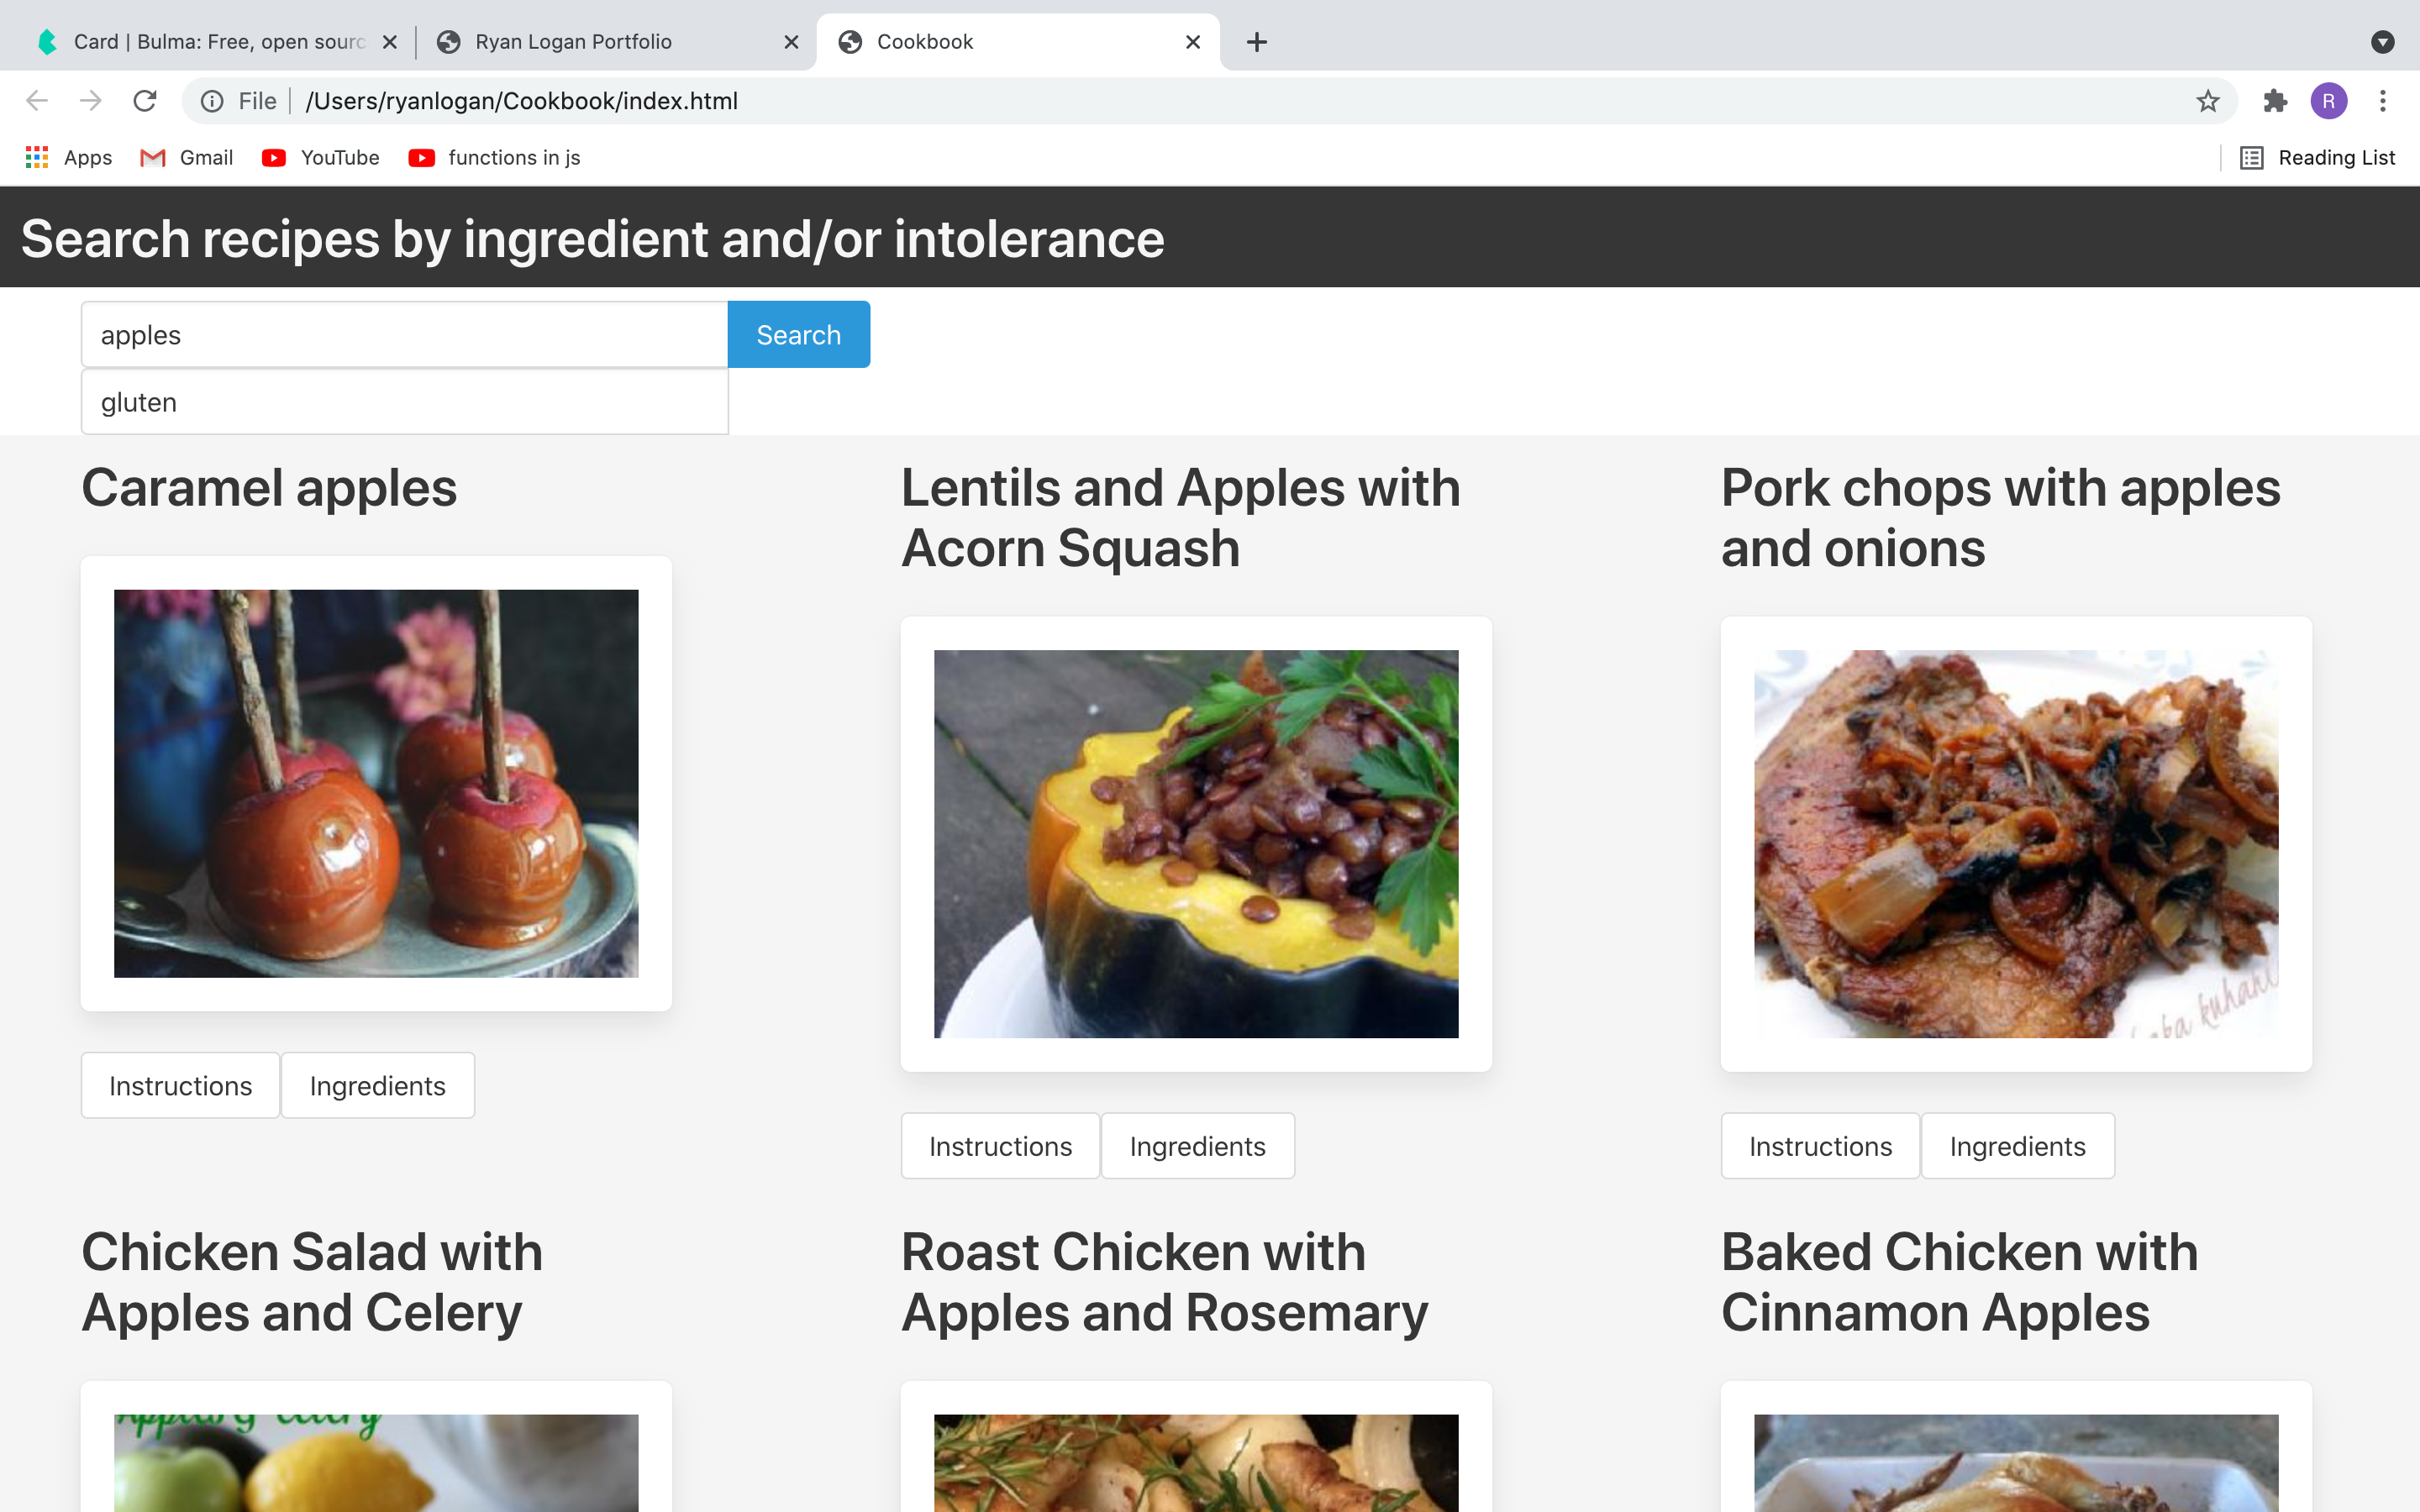 Card | Bulma: Free, open sourc
Ryan Logan Portfolio
Cookbook
File
/Users/ryanlogan/Cookbook/index.html
R
Apps
Gmail
YouTube
functions in js
Reading List
Search recipes by ingredient and/or intolerance
apples
Search
gluten
Caramel apples
Lentils and Apples with
Acorn Squash
Pork chops with apples
and onions
kuhani
Instructions
Ingredients
Instructions
Ingredients
Instructions
Ingredients
Chicken Salad with
Apples and Celery
Roast Chicken with
Apples and Rosemary
Baked Chicken with
Cinnamon Apples